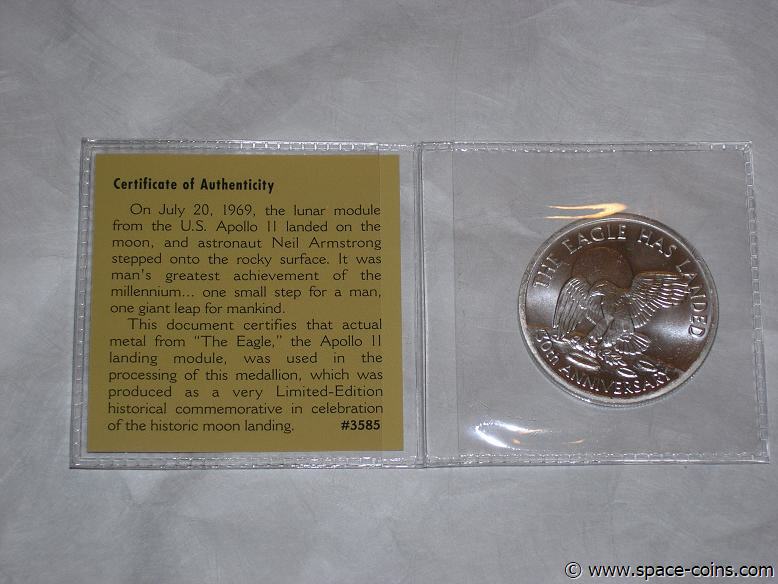 Certificate of Authenticity
On July 20, 1969, the lunar module
from the U.S. Apollo 11 landed on the
moon, and astronaut Neil Armstrong
stepped onto the rocky surface. It was
man's greatest achievement of the
millennium... one small step for a man,
one giant leap for mankind.
This document certifies that actual
metal from "The Eagle," the Apollo 11
landing module, was used in the
processing of this medallion, which was
produced as a very Limited-Edition
historical commemorative in celebration
of the historic moon landing. #3585
THE EAGLE HAS LANDED
30th ANNIVERSARY
© www.space-coins.com